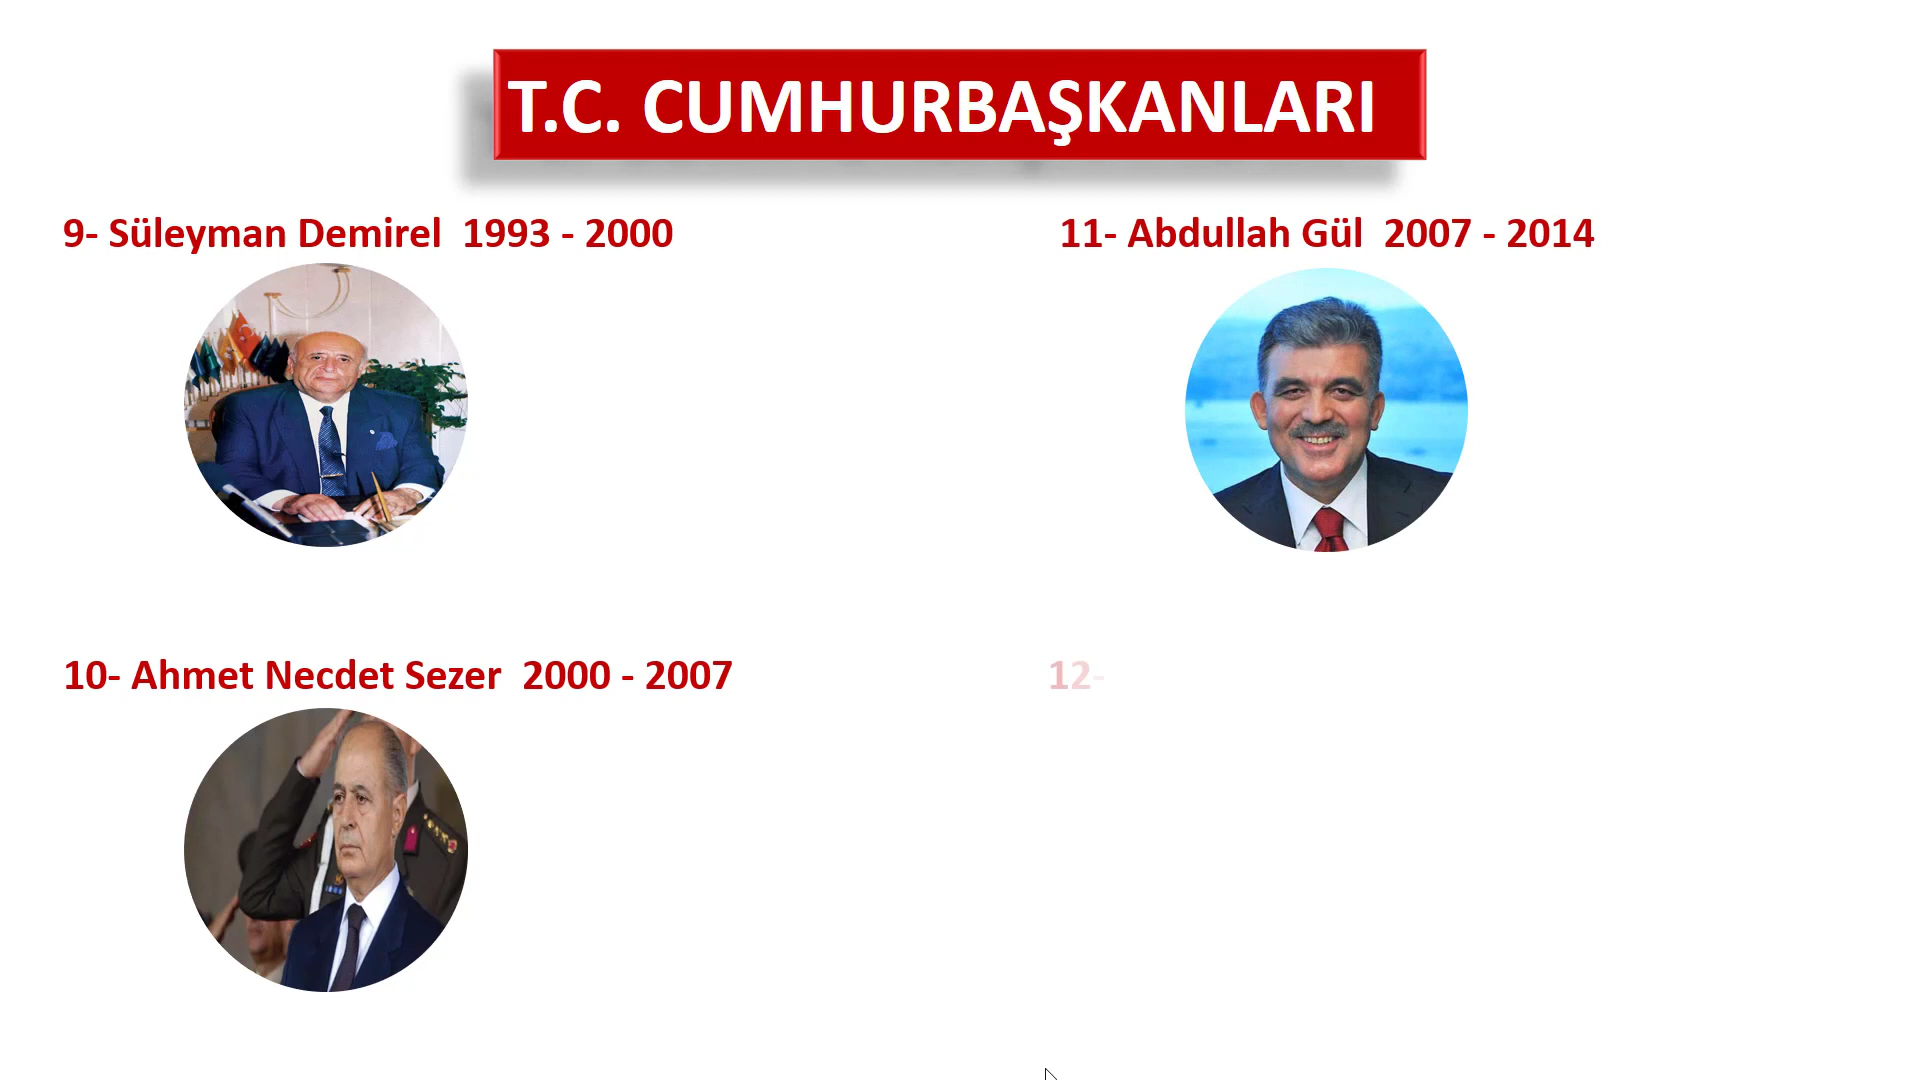 T.C. CUMHURBAŞKANLARI
9- Süleyman Demirel 1993 - 2000
11- Abdullah Gül 2007 - 2014
10- Ahmet Necdet Sezer 2000 - 2007
12-